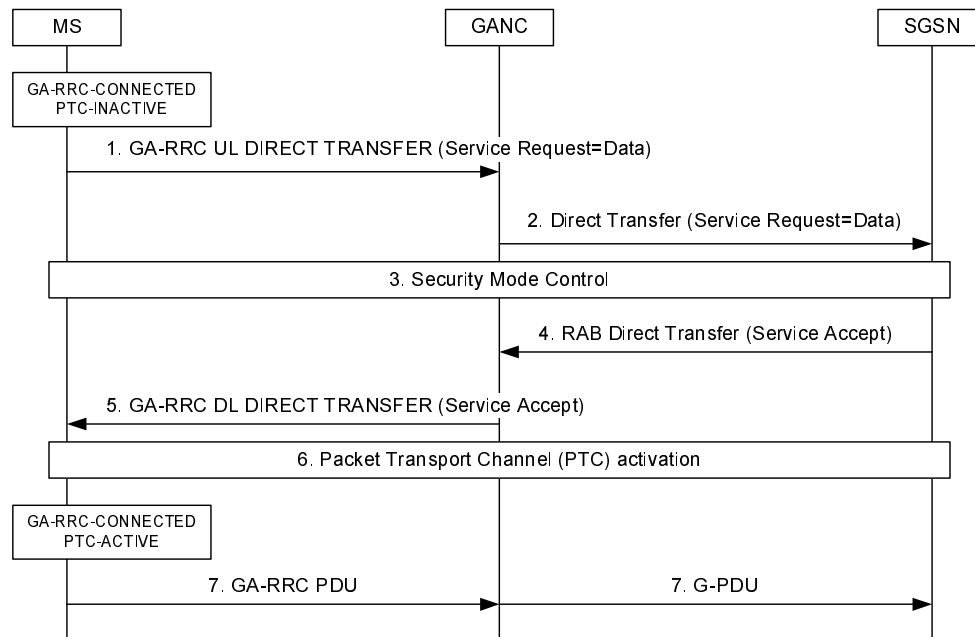 MS
GANC
SGSN
GA-RRC-CONNECTED
PTC-INACTIVE
1. GA-RRC UL DIRECT TRANSFER (Service Request=Data)
2. Direct Transfer (Service Request=Data)
3. Security Mode Control
4. RAB Direct Transfer (Service Accept)
5. GA-RRC DL DIRECT TRANSFER (Service Accept)
6. Packet Transport Channel (PTC) activation
GA-RRC-CONNECTED
PTC-ACTIVE
7. GA-RRC PDU
7. G-PDU